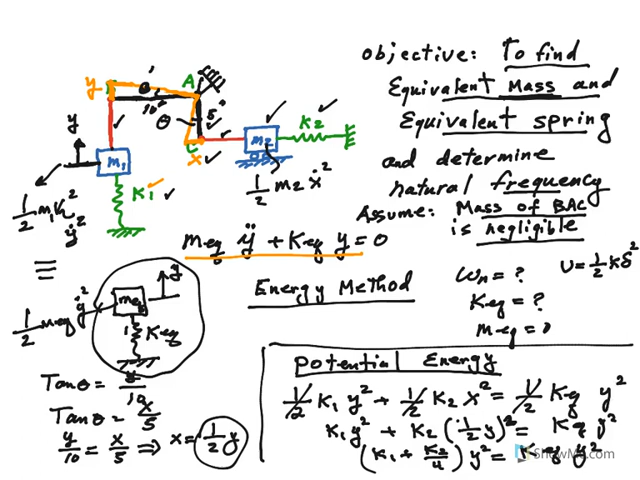 objective: To find
Equivalent Mass and
Equivalent spring
and determine
natural frequency
Assume: Mass of BAC
is negligible
y
θ
10"
A
5"
θ
C
x
y
m1
K1
m2
K2
1/2 m2 ẋ²
1/2 m1 ẏ²
meq ÿ + Keq y = 0
Energy Method
U = 1/2 kδ²
ωn = ?
Keq = ?
meq = ?
≡
1/2 meq ẏ²
meq
y
Keq
Tanθ = y/10
Tanθ = x/5
y/10 = x/5 ⇒ x = 1/2 y
Potential Energy
1/2 K1 y² + 1/2 K2 x² = 1/2 Keq y²
K1 y² + K2 (1/2 y)² = Keq y²
(K1 + K2/4) y² = Keq y²
ShowMe.com